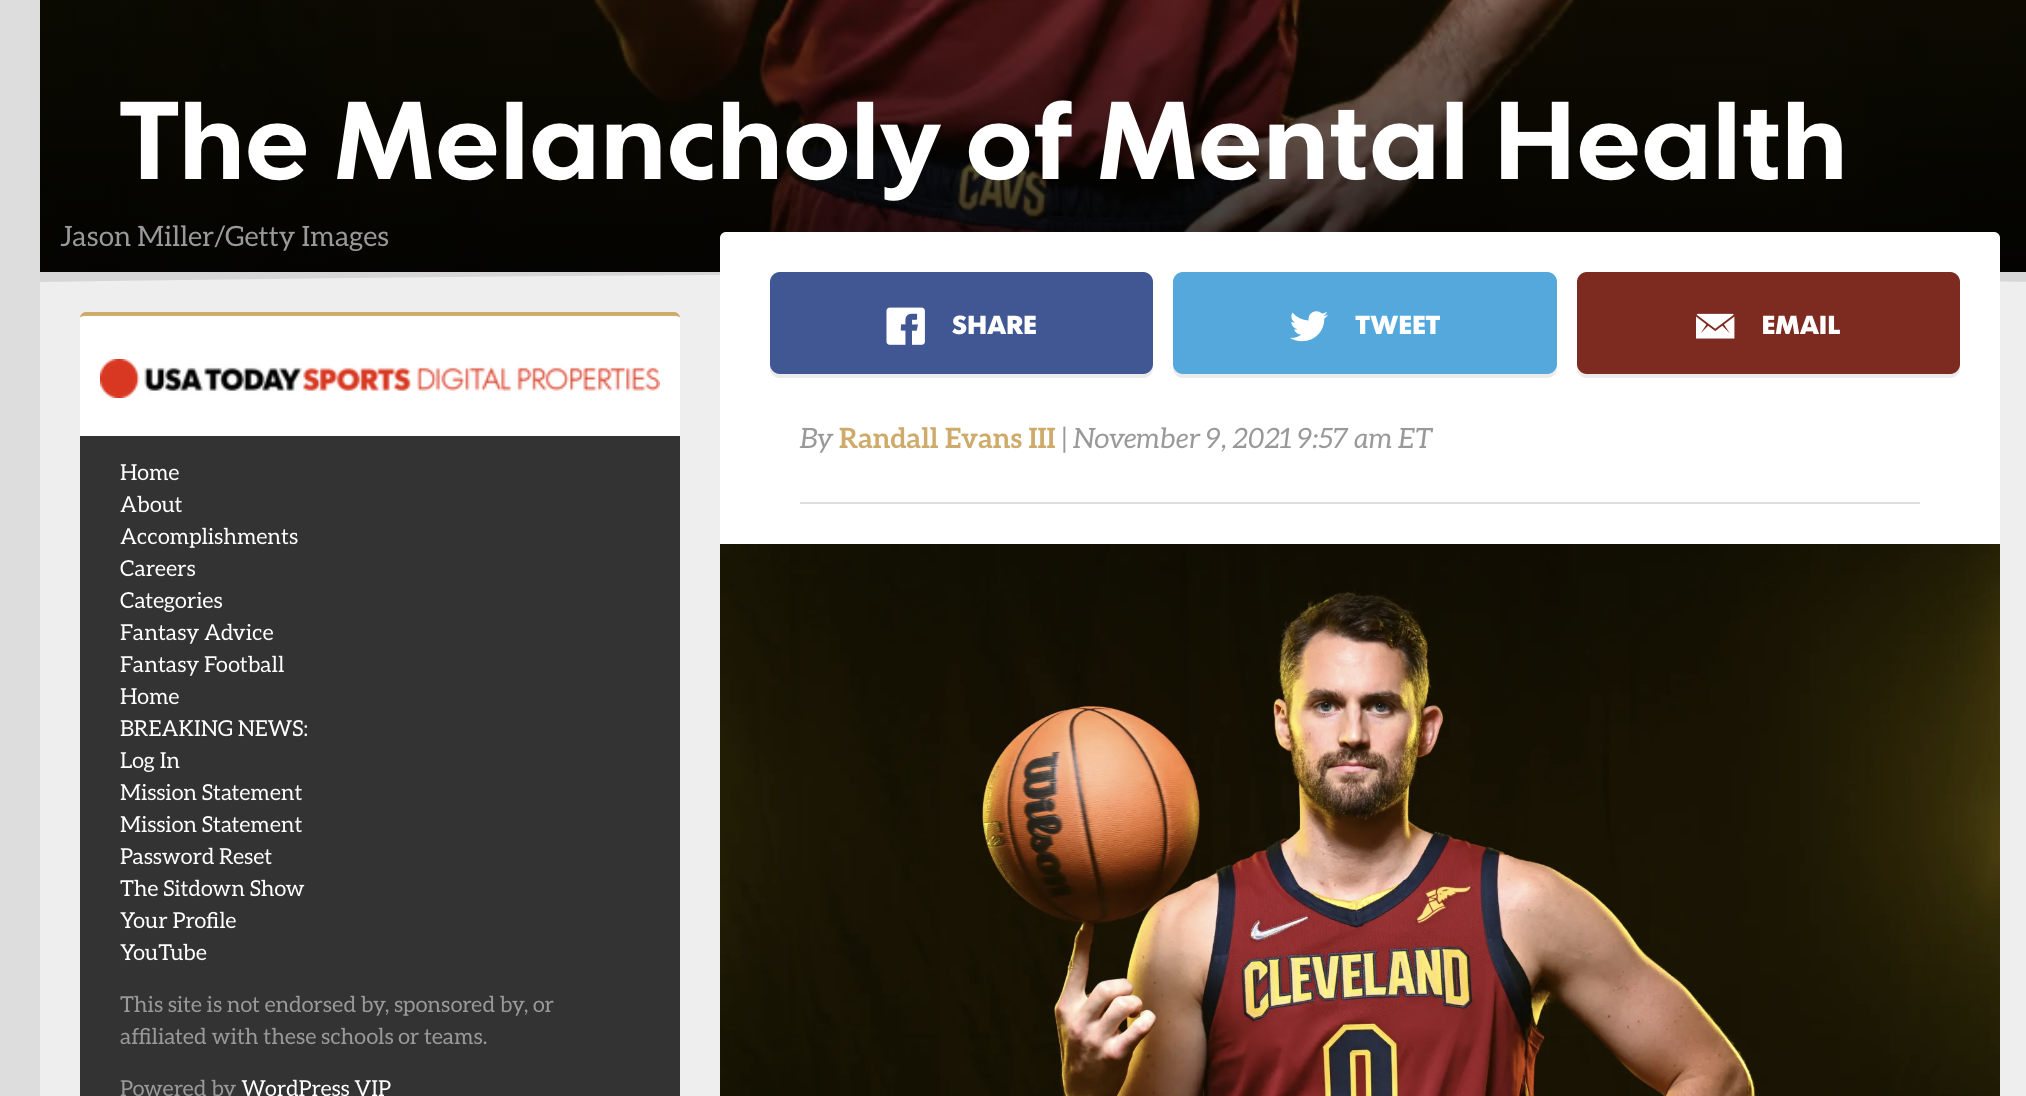 The Melancholy of Mental Health
CAVS
Jason Miller/Getty Images
SHARE
TWEET
EMAIL
By Randall Evans III | November 9, 2021 9:57 am ET
USA TODAY SPORTS DIGITAL PROPERTIES
Home
About
Accomplishments
Careers
Categories
Fantasy Advice
Fantasy Football
Home
BREAKING NEWS:
Log In
Mission Statement
Mission Statement
Password Reset
The Sitdown Show
Your Profile
YouTube
This site is not endorsed by, sponsored by, or
affiliated with these schools or teams.
Powered by WordPress VIP
Wilson
CLEVELAND
0